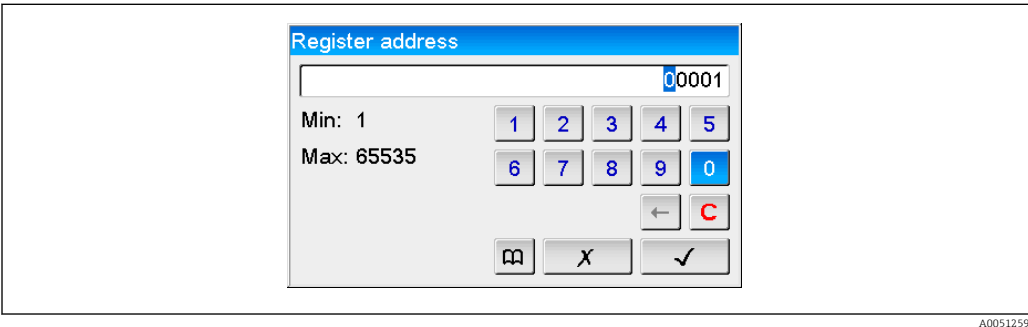 Register address
00001
Min: 1
Max: 65535
1 2 3 4 5
6 7 8 9 0
← C
X ✓
A0051259